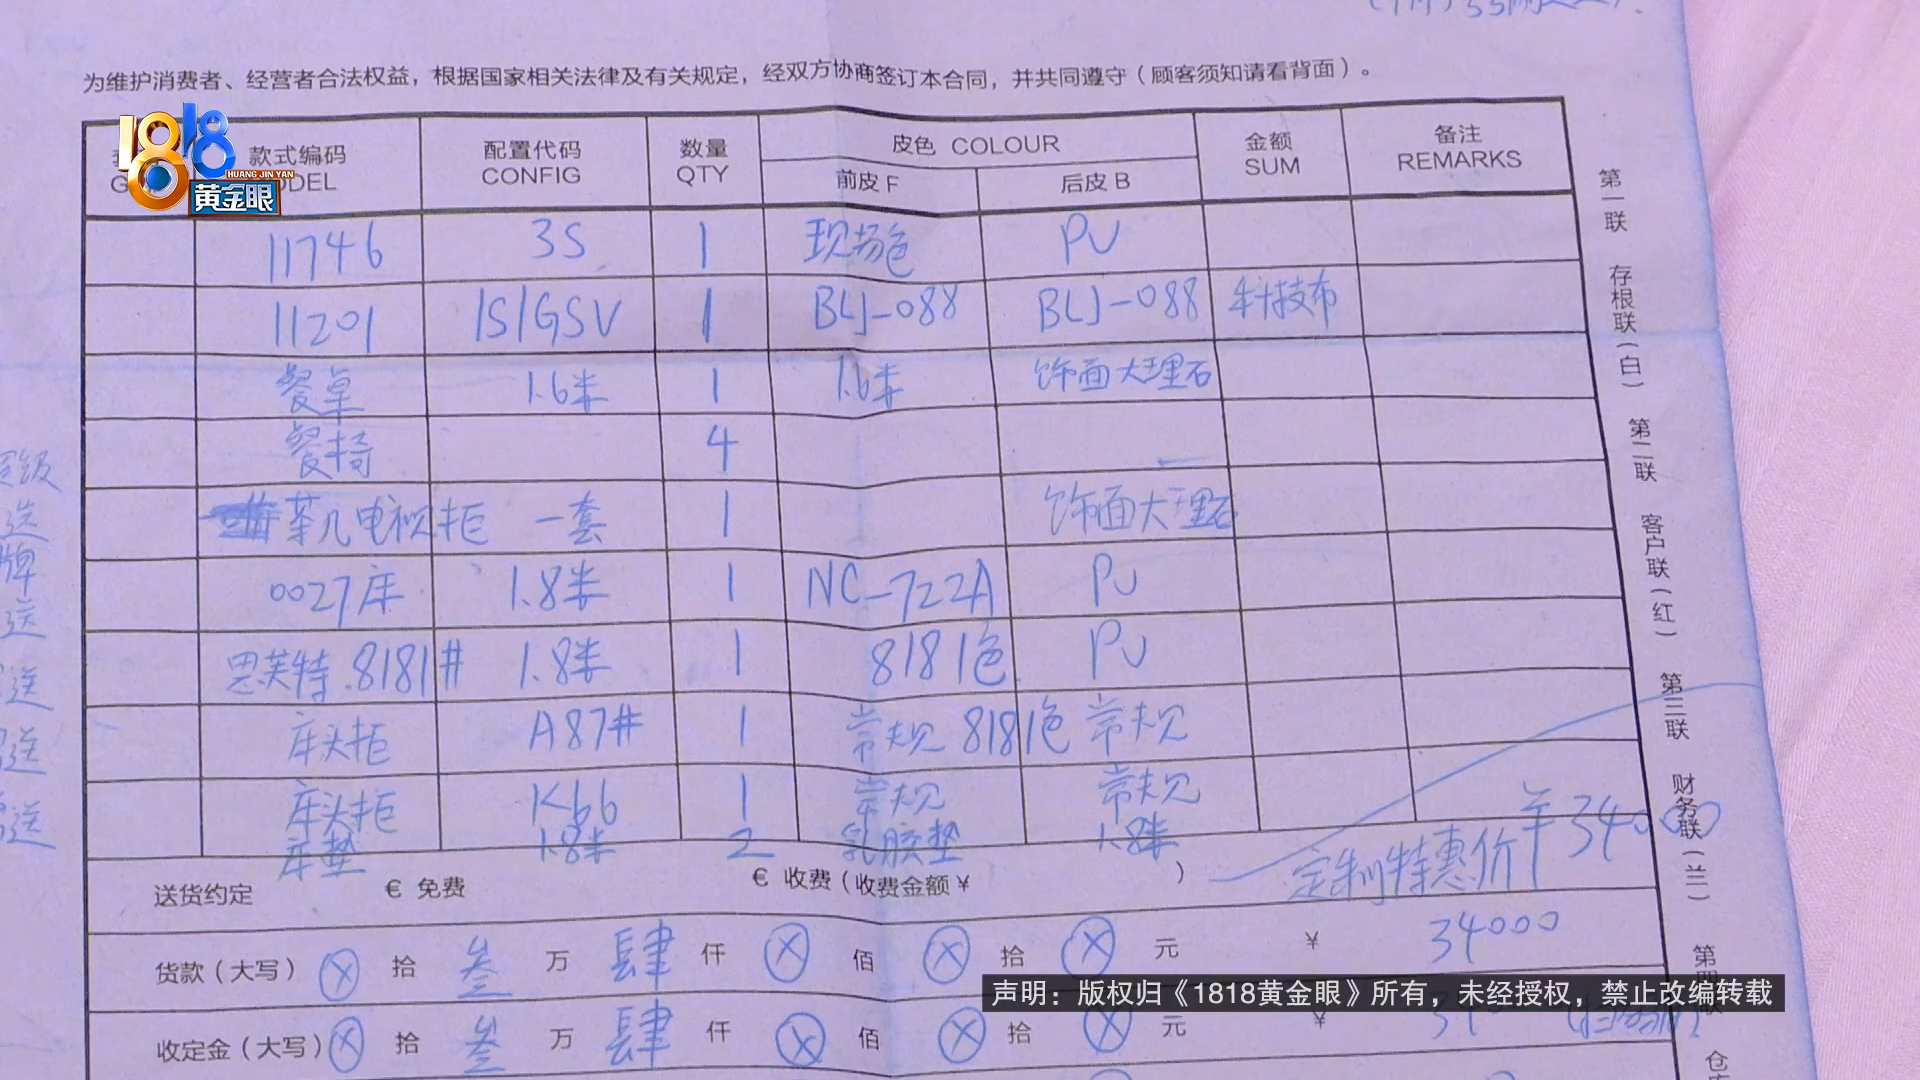 为维护消费者、经营者合法权益，根据国家相关法律及有关规定，经双方协商签订本合同，并共同遵守（顾客须知请看背面）。
1818
HUANG JIN YAN
黄金眼
款式编码 配置代码 数量 皮色 COLOUR 金额 备注
CONFIG QTY 前皮 F 后皮 B SUM REMARKS
11746 3S 1 现场色 PU
11201 1S/GSV 1 BLJ-088 BLJ-088 科技布
餐桌 1.6米 1 1.6米 饰面大理石
餐椅 4
茶几电视柜 一套 1 饰面大理石
0027床 1.8米 1 NC-722A PU
思芙特.8181# 1.8米 1 8181色 PU
床头柜 A87# 1 常规 8181色 常规
床头柜 K66 1 常规 常规
床垫 1.8米 2 乳胶垫 1.8米
送货约定 € 免费 € 收费（收费金额¥ ） 定制特惠价¥34000
货款（大写）ⓧ 拾 叁 万 肆 仟 ⓧ 佰 ⓧ 拾 ⓧ 元 ¥ 34000
收定金（大写）ⓧ 拾 叁 万 肆 仟 ⓧ 佰 ⓧ 拾 ⓧ 元 ¥
第一联 存根联（白） 第二联 客户联（红） 第三联 财务联（兰）
送
牌
送
送
送
送
声明：版权归《1818黄金眼》所有，未经授权，禁止改编转载